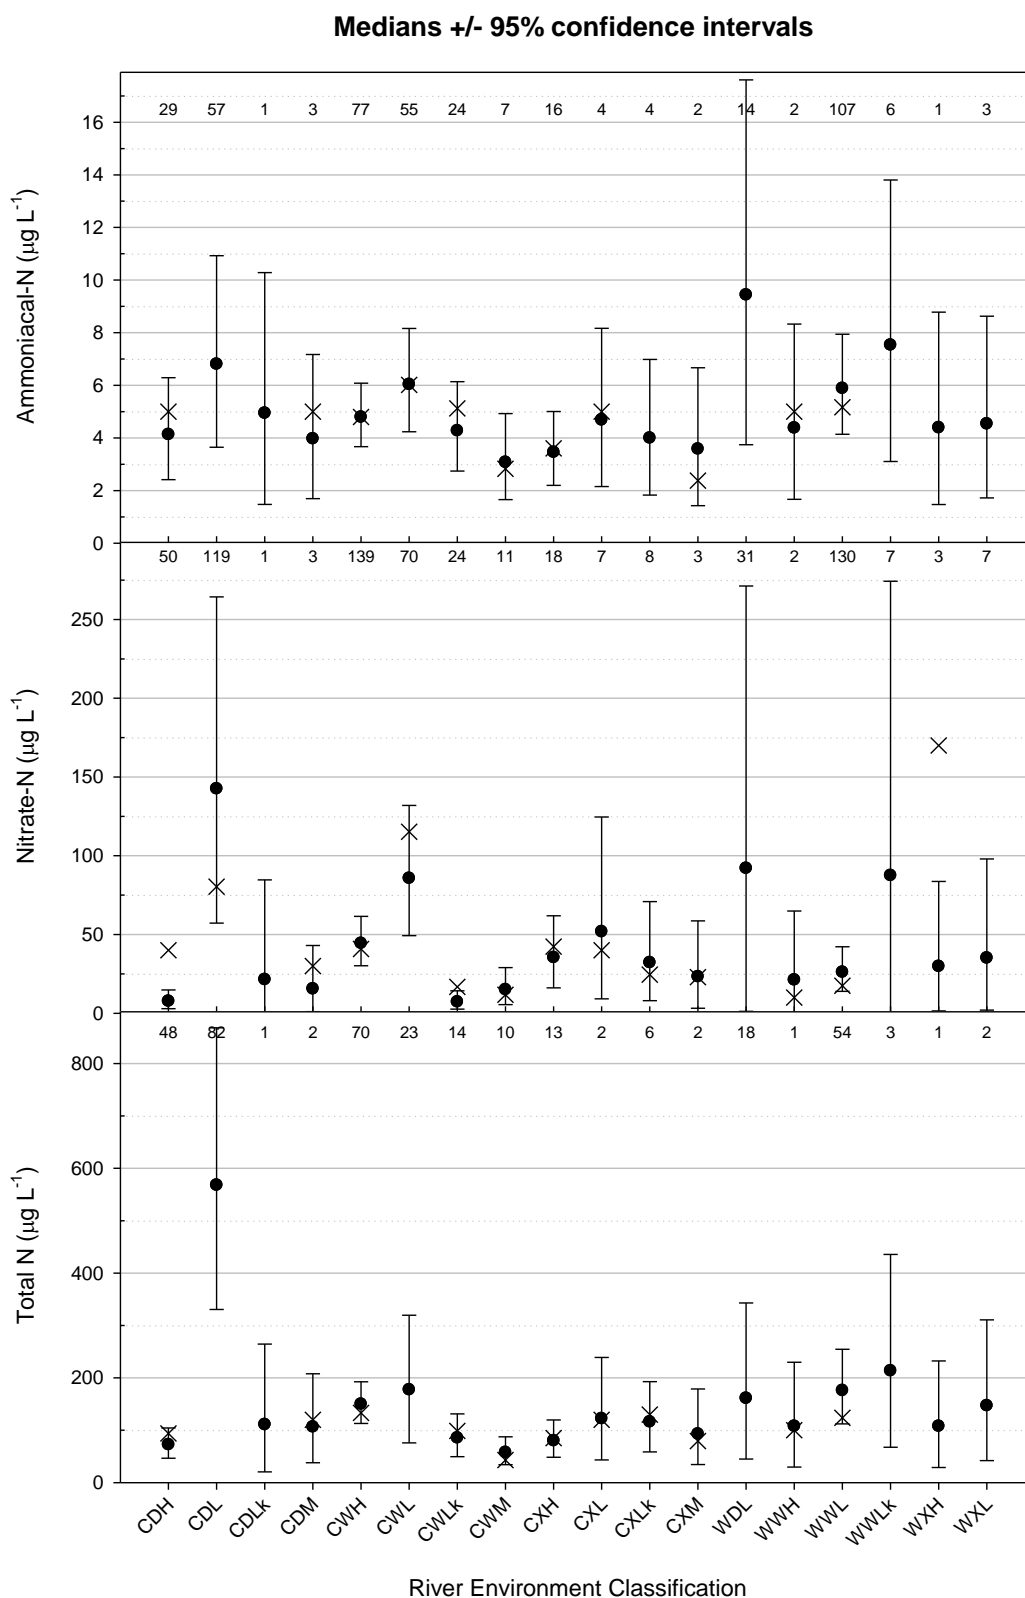 Medians +/- 95% confidence intervals
29 57 1 3 77 55 24 7 16 4 4 2 14 2 107 6 1 3
16
14
12
10
8
6
4
2
0
Ammoniacal-N (µg L⁻¹)
50 119 1 3 139 70 24 11 18 7 8 3 31 2 130 7 3 7
250
200
150
100
50
0
Nitrate-N (µg L⁻¹)
48 82 1 2 70 23 14 10 13 2 6 2 18 1 54 3 1 2
800
600
400
200
0
Total N (µg L⁻¹)
CDH CDL CDLk CDM CWH CWL CWLk CWM CXH CXL CXLk CXM WDL WWH WWL WWLk WXH WXL
River Environment Classification